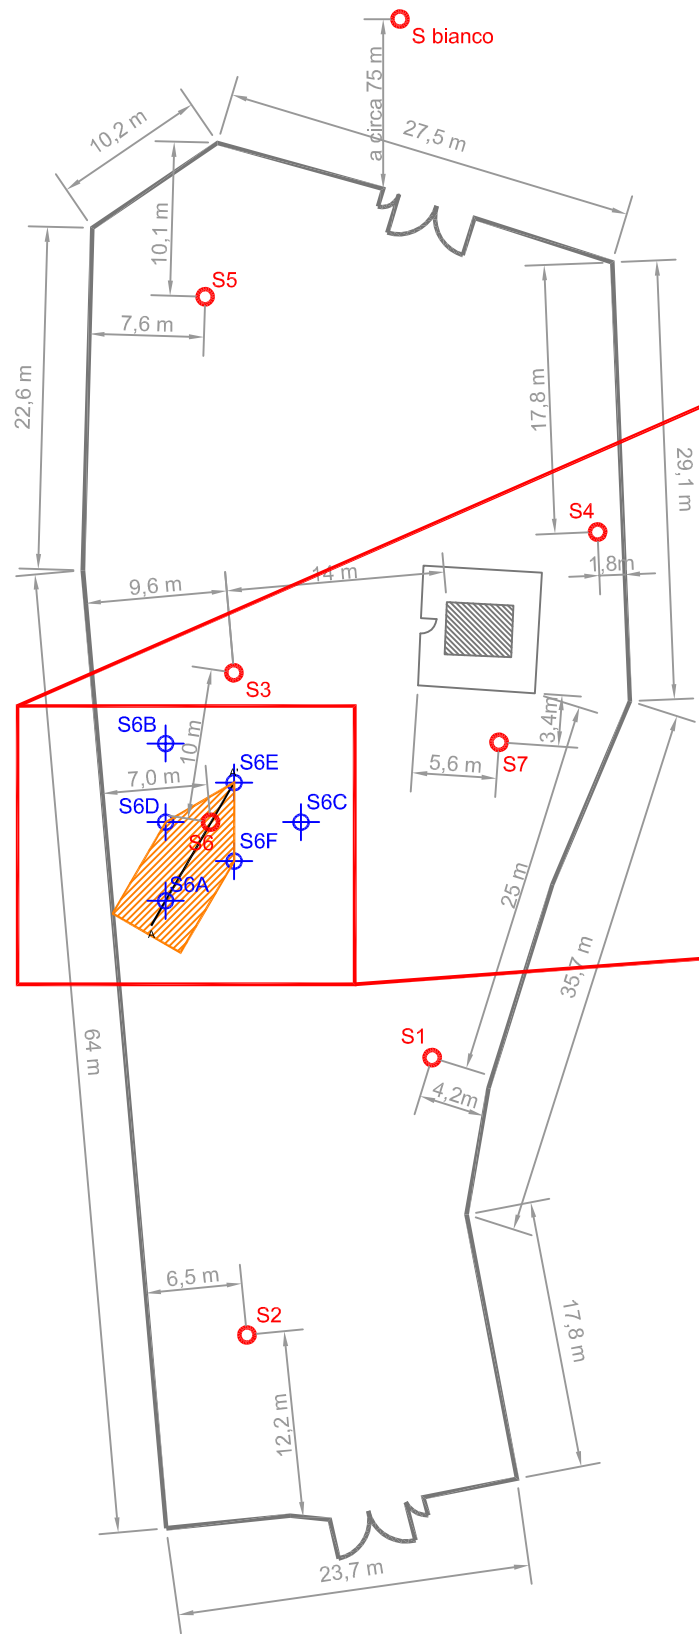 S bianco
a circa 75 m
10,2 m
27,5 m
10,1 m
S5
7,6 m
22,6 m
17,8 m
29,1 m
S4
1,8m
14 m
9,6 m
S3
S6B
10 m
3,4m
S7
S6E
7,0 m
5,6 m
S6D
S6C
S6
S6F
S6A
A
25 m
35,7 m
64 m
S1
4,2m
6,5 m
S2
17,8 m
12,2 m
23,7 m